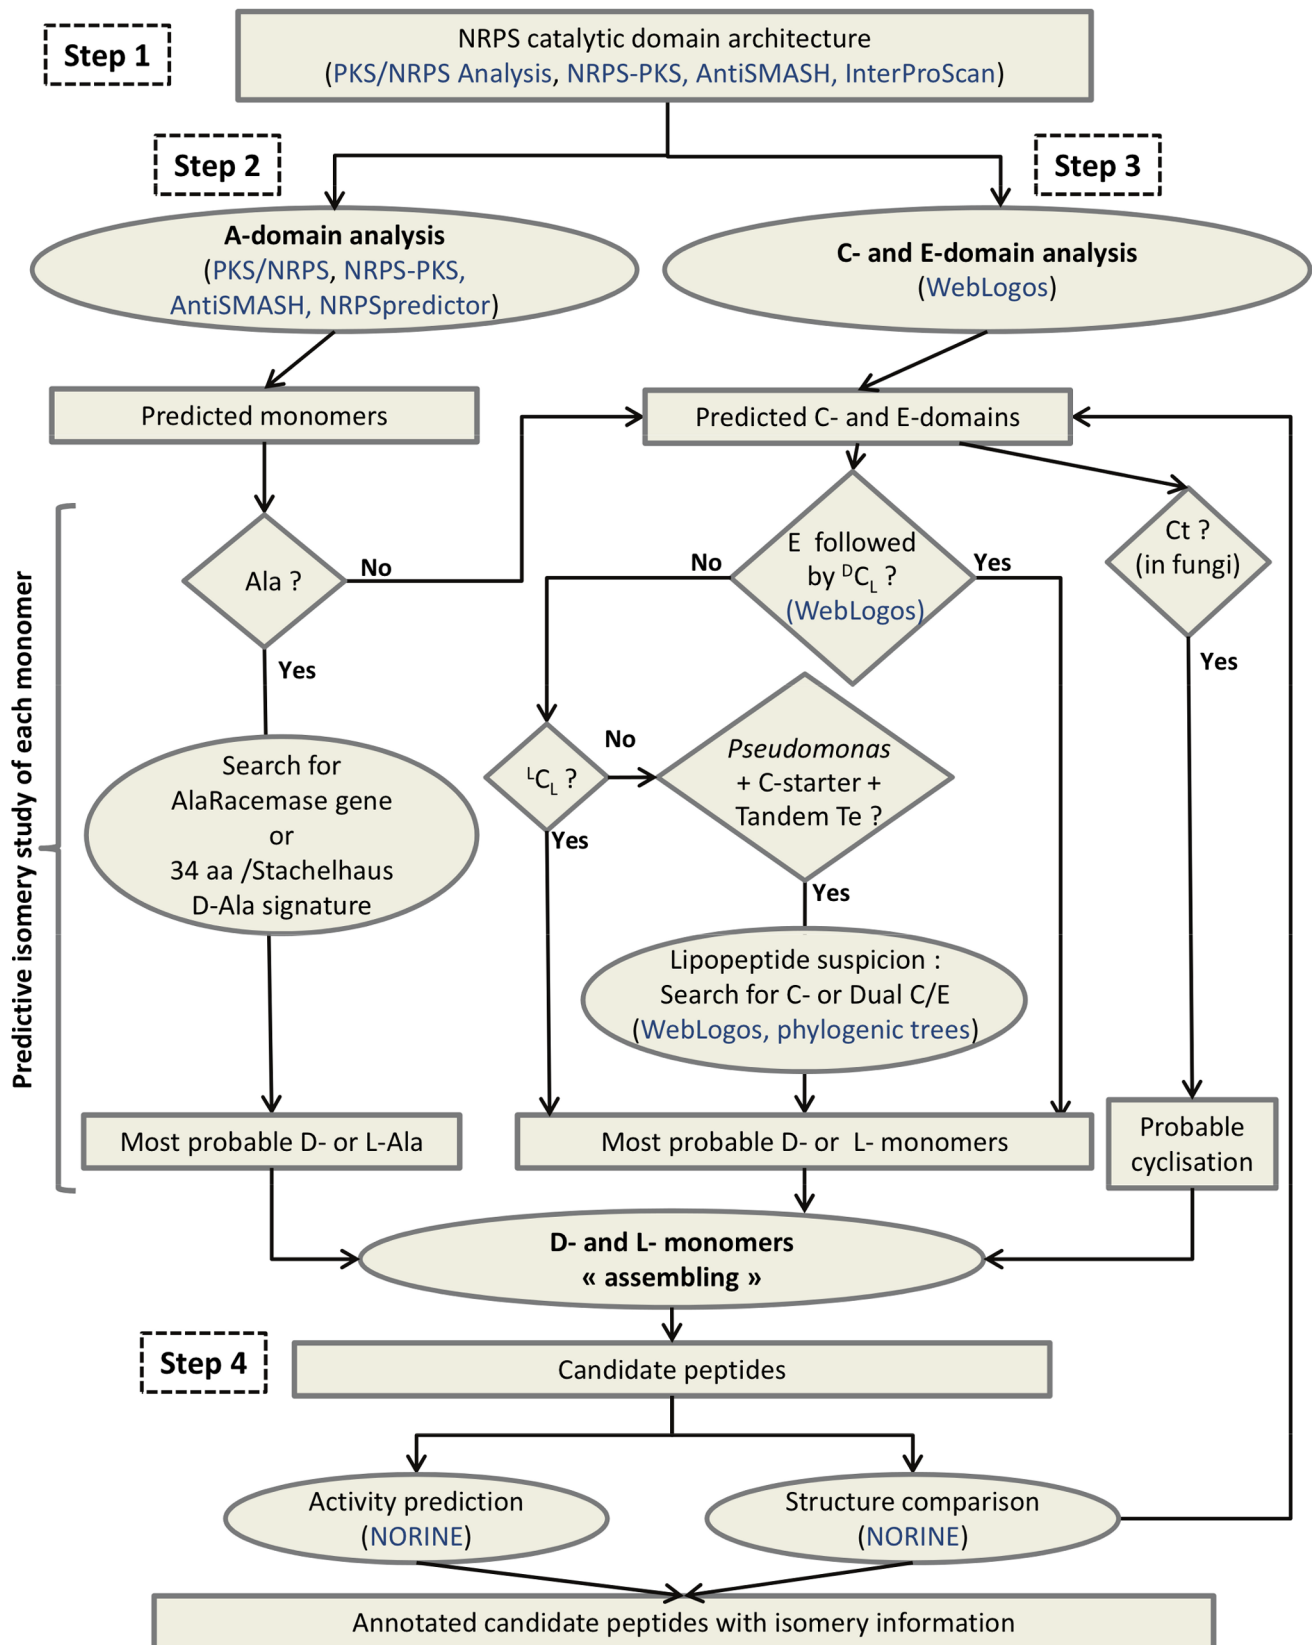 Step 1
NRPS catalytic domain architecture
(PKS/NRPS Analysis, NRPS-PKS, AntiSMASH, InterProScan)
Step 2
Step 3
A-domain analysis
(PKS/NRPS, NRPS-PKS,
AntiSMASH, NRPSpredictor)
C- and E-domain analysis
(WebLogos)
Predicted monomers
Predicted C- and E-domains
Predictive isomery study of each monomer
Ala ?
No
Yes
E followed
by ᴰC_L ?
(WebLogos)
No
Yes
Ct ?
(in fungi)
Yes
Search for
AlaRacemase gene
or
34 aa /Stachelhaus
D-Ala signature
ᴸC_L ?
No
Yes
Pseudomonas
+ C-starter +
Tandem Te ?
Yes
Lipopeptide suspicion :
Search for C- or Dual C/E
(WebLogos, phylogenic trees)
Most probable D- or L-Ala
Most probable D- or L- monomers
Probable
cyclisation
D- and L- monomers
« assembling »
Step 4
Candidate peptides
Activity prediction
(NORINE)
Structure comparison
(NORINE)
Annotated candidate peptides with isomery information